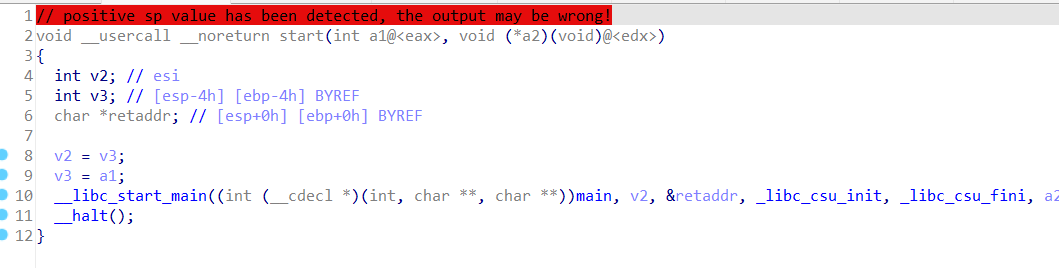 1 // positive sp value has been detected, the output may be wrong!
2 void __usercall __noreturn start(int a1@<eax>, void (*a2)(void)@<edx>)
3 {
4 int v2; // esi
5 int v3; // [esp-4h] [ebp-4h] BYREF
6 char *retaddr; // [esp+0h] [ebp+0h] BYREF
7
8 v2 = v3;
9 v3 = a1;
10 __libc_start_main((int (__cdecl *)(int, char **, char **))main, v2, &retaddr, _libc_csu_init, _libc_csu_fini, a2
11 __halt();
12 }